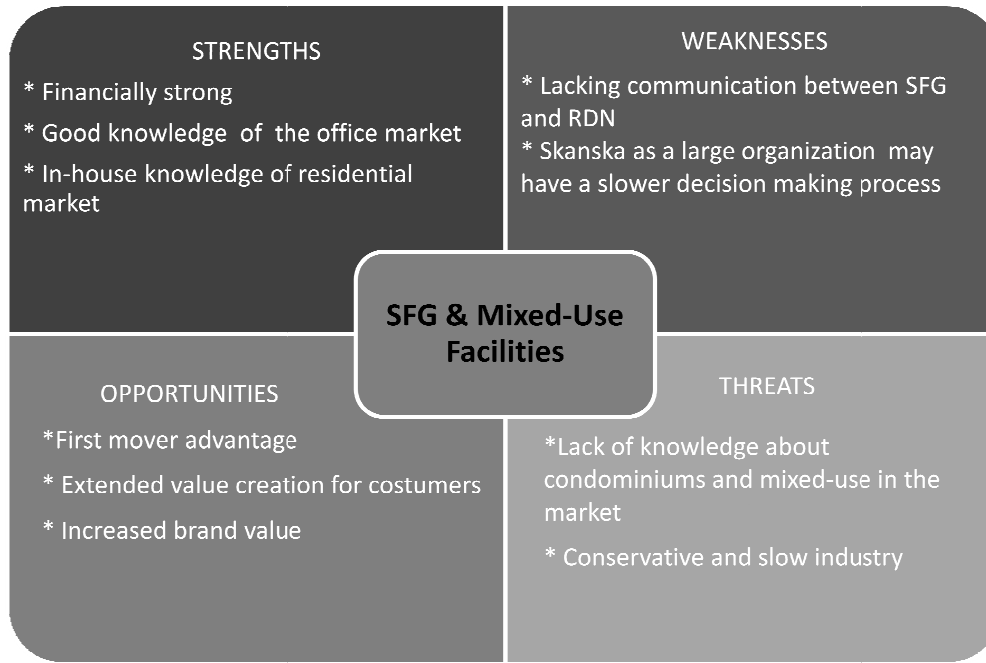 STRENGTHS
* Financially strong
* Good knowledge of the office market
* In-house knowledge of residential
market
WEAKNESSES
* Lacking communication between SFG
and RDN
* Skanska as a large organization may
have a slower decision making process
SFG & Mixed-Use
Facilities
OPPORTUNITIES
*First mover advantage
* Extended value creation for costumers
* Increased brand value
THREATS
*Lack of knowledge about
condominiums and mixed-use in the
market
* Conservative and slow industry